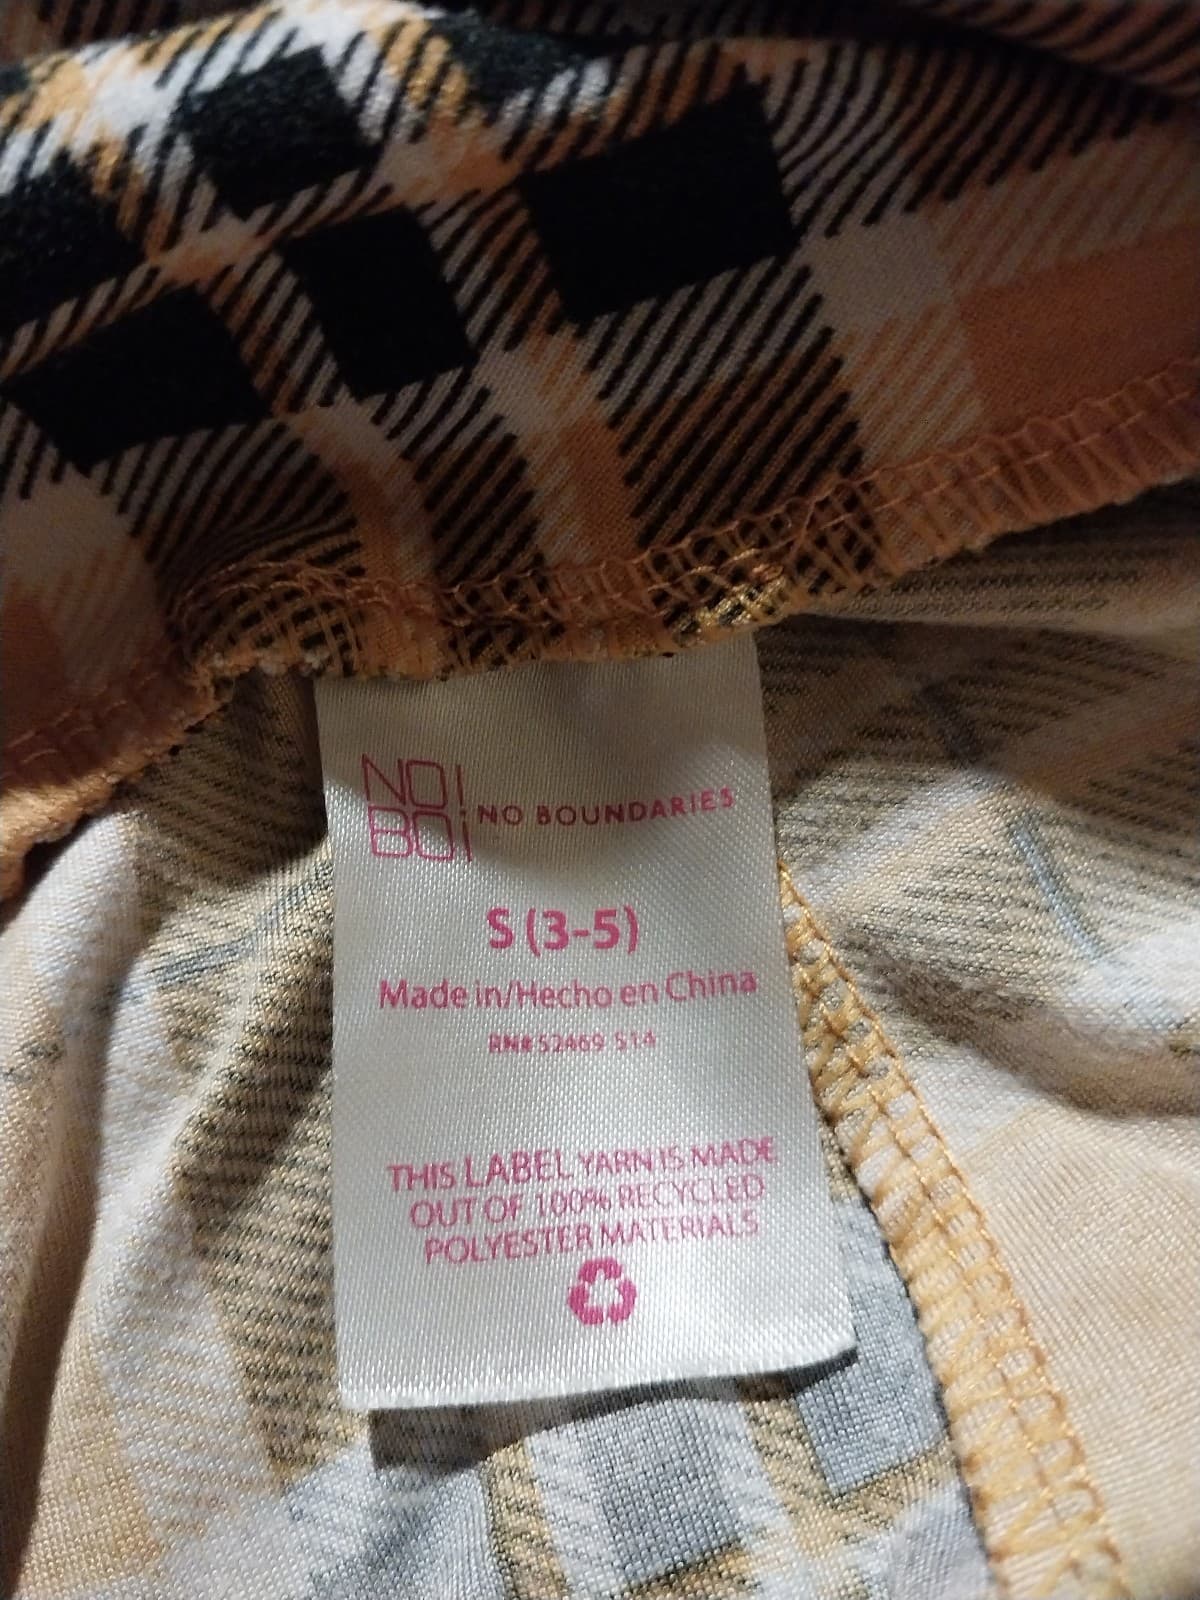 NO!
BO¡ NO BOUNDARIES
S (3-5)
Made in/Hecho en China
RN# 52469 S14
THIS LABEL YARN IS MADE
OUT OF 100% RECYCLED
POLYESTER MATERIALS